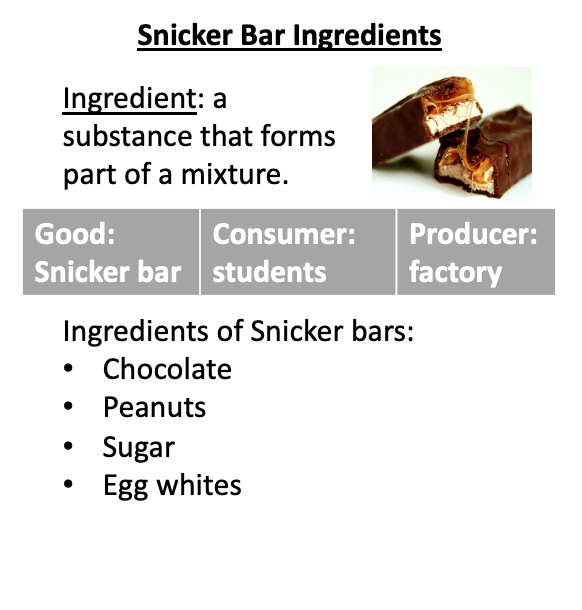 Snicker Bar Ingredients
Ingredient: a
substance that forms
part of a mixture.
Good:
Snicker bar
Consumer:
students
Producer:
factory
Ingredients of Snicker bars:
• Chocolate
• Peanuts
• Sugar
• Egg whites